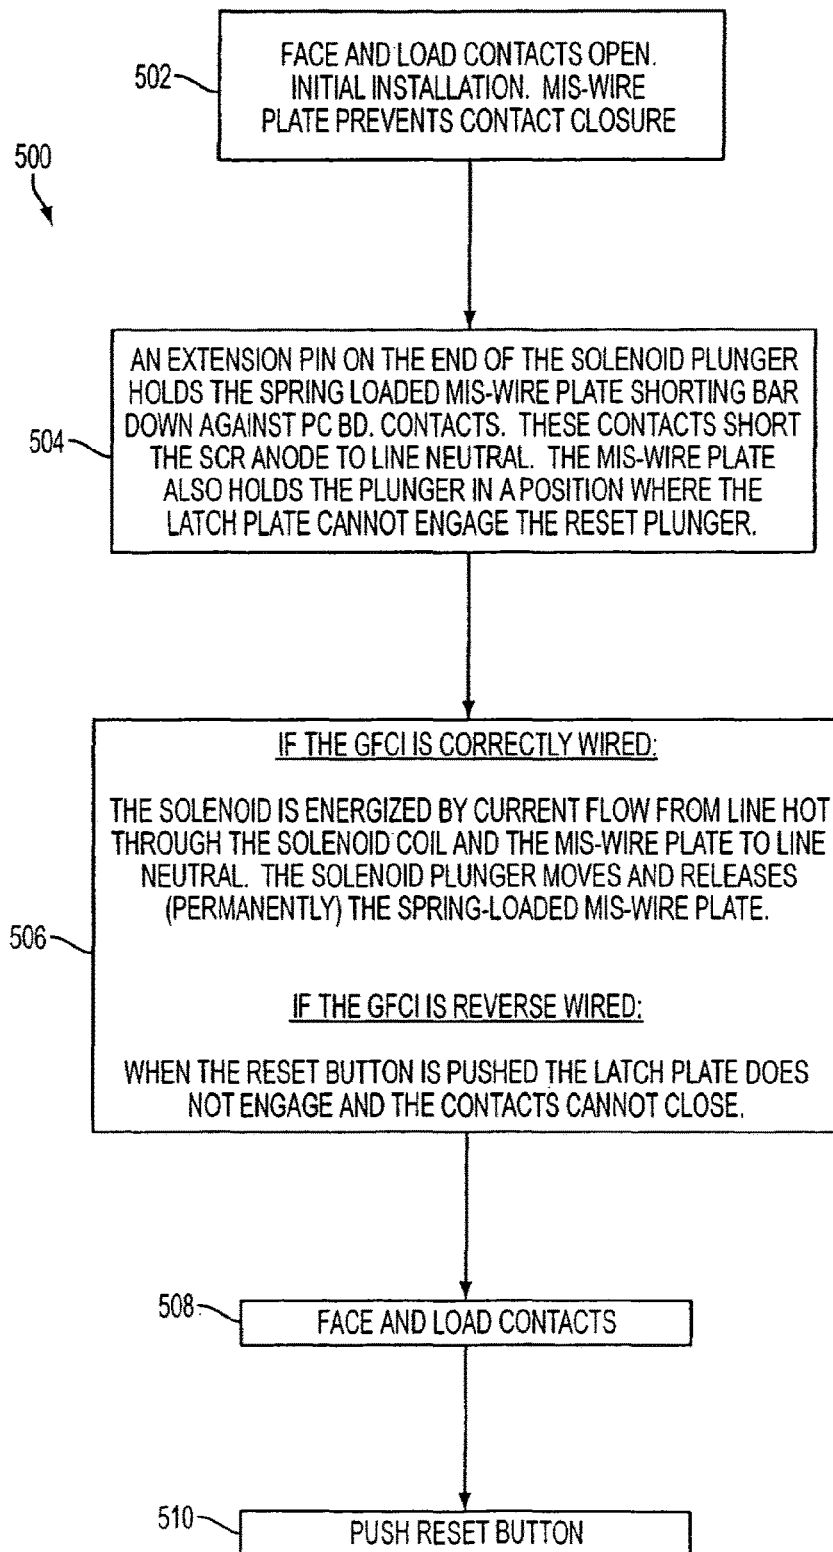 502
FACE AND LOAD CONTACTS OPEN.
INITIAL INSTALLATION. MIS-WIRE
PLATE PREVENTS CONTACT CLOSURE
500
504
AN EXTENSION PIN ON THE END OF THE SOLENOID PLUNGER
HOLDS THE SPRING LOADED MIS-WIRE PLATE SHORTING BAR
DOWN AGAINST PC BD. CONTACTS. THESE CONTACTS SHORT
THE SCR ANODE TO LINE NEUTRAL. THE MIS-WIRE PLATE
ALSO HOLDS THE PLUNGER IN A POSITION WHERE THE
LATCH PLATE CANNOT ENGAGE THE RESET PLUNGER.
506
IF THE GFCI IS CORRECTLY WIRED:
THE SOLENOID IS ENERGIZED BY CURRENT FLOW FROM LINE HOT
THROUGH THE SOLENOID COIL AND THE MIS-WIRE PLATE TO LINE
NEUTRAL. THE SOLENOID PLUNGER MOVES AND RELEASES
(PERMANENTLY) THE SPRING-LOADED MIS-WIRE PLATE.
IF THE GFCI IS REVERSE WIRED:
WHEN THE RESET BUTTON IS PUSHED THE LATCH PLATE DOES
NOT ENGAGE AND THE CONTACTS CANNOT CLOSE.
508
FACE AND LOAD CONTACTS
510
PUSH RESET BUTTON